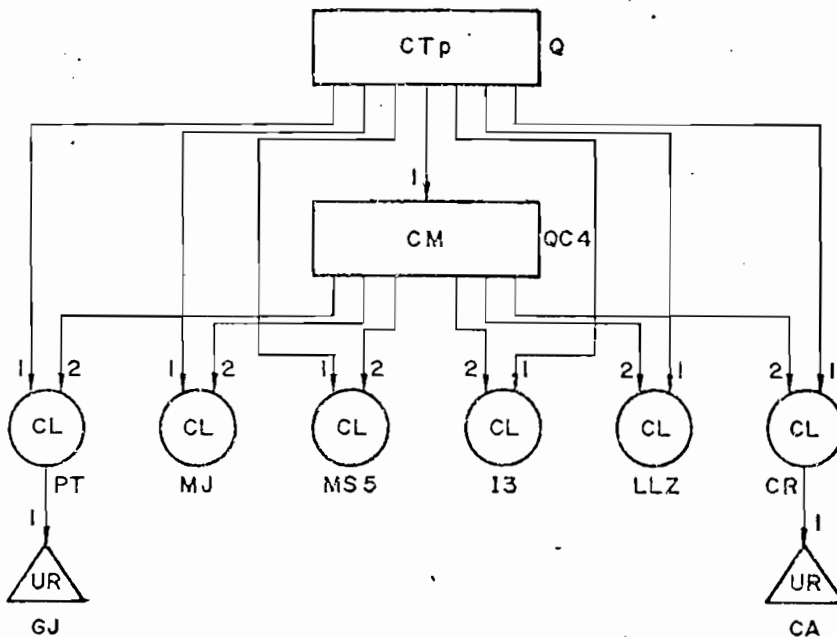 CTp Q
1
CM QC4
1 2 1 2 1 2 2 1 2 1 2 1
CL CL CL CL CL CL
PT MJ MS5 I3 LLZ CR
1 1
UR UR
GJ CA